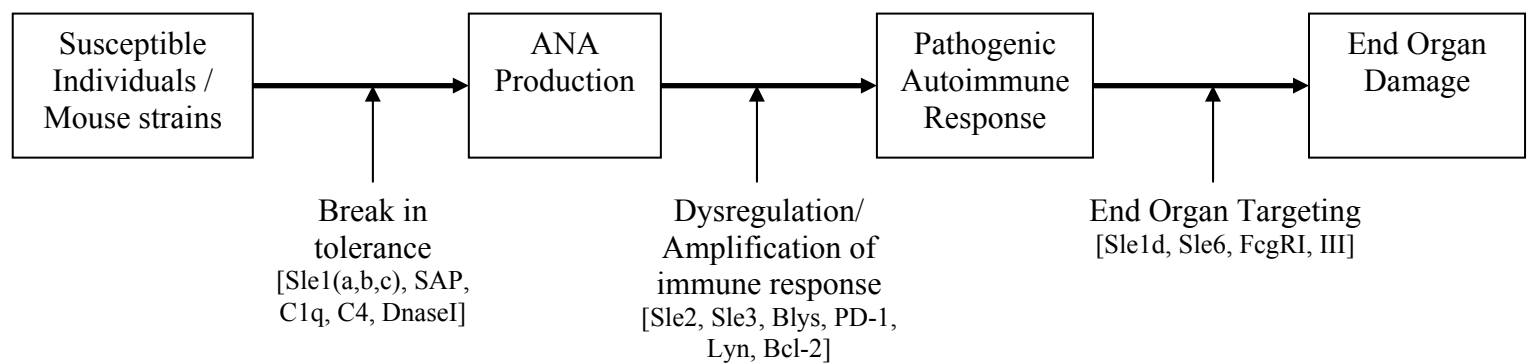 Susceptible
Individuals /
Mouse strains
ANA
Production
Pathogenic
Autoimmune
Response
End Organ
Damage
Break in
tolerance
[Sle1(a,b,c), SAP,
C1q, C4, DnaseI]
Dysregulation/
Amplification of
immune response
[Sle2, Sle3, Blys, PD-1,
Lyn, Bcl-2]
End Organ Targeting
[Sle1d, Sle6, FcgRI, III]